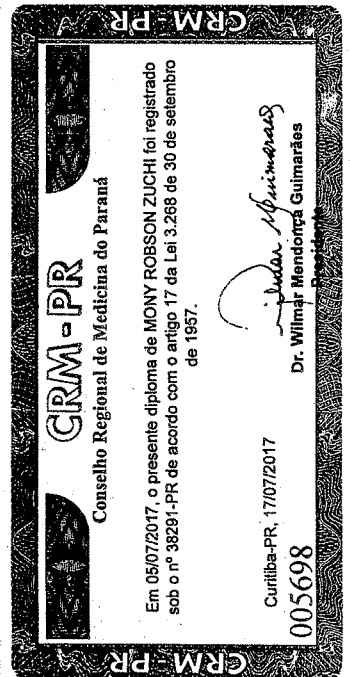 CRM - PR
CRM-PR
Conselho Regional de Medicina do Paraná
Em 05/07/2017, o presente diploma de MONY ROBSON ZUCHI foi registrado
sob o nº 38291-PR de acordo com o artigo 17 da Lei 3.268 de 30 de setembro
de 1957.
Curitiba-PR, 17/07/2017
005698
Dr. Wilmar Mendonça Guimarães
Presidente
CRM - PR